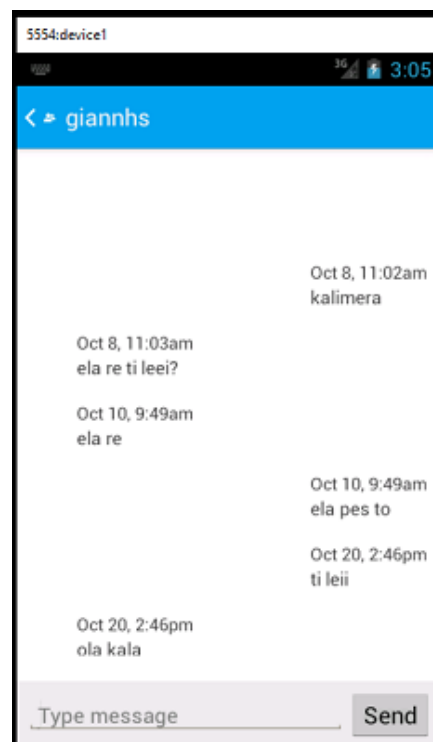 5554:device1
3G 3:05
giannhs
Oct 8, 11:02am
kalimera
Oct 8, 11:03am
ela re ti leei?
Oct 10, 9:49am
ela re
Oct 10, 9:49am
ela pes to
Oct 20, 2:46pm
ti leii
Oct 20, 2:46pm
ola kala
Type message
Send